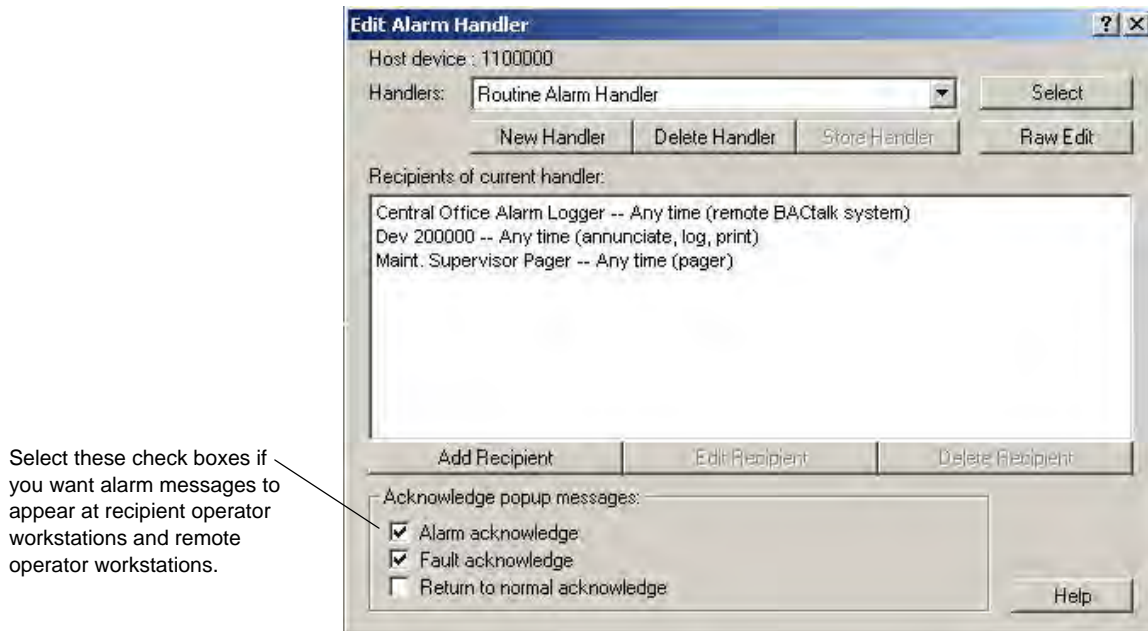 Edit Alarm Handler
Host device : 1100000
Handlers: Routine Alarm Handler Select
New Handler Delete Handler Store Handler Raw Edit
Recipients of current handler:
Central Office Alarm Logger -- Any time (remote BACtalk system)
Dev 200000 -- Any time (annunciate, log, print)
Maint. Supervisor Pager -- Any time (pager)
Add Recipient Edit Recipient Delete Recipient
Select these check boxes if
you want alarm messages to
appear at recipient operator
workstations and remote
operator workstations.
Acknowledge popup messages:
Alarm acknowledge
Fault acknowledge
Return to normal acknowledge
Help